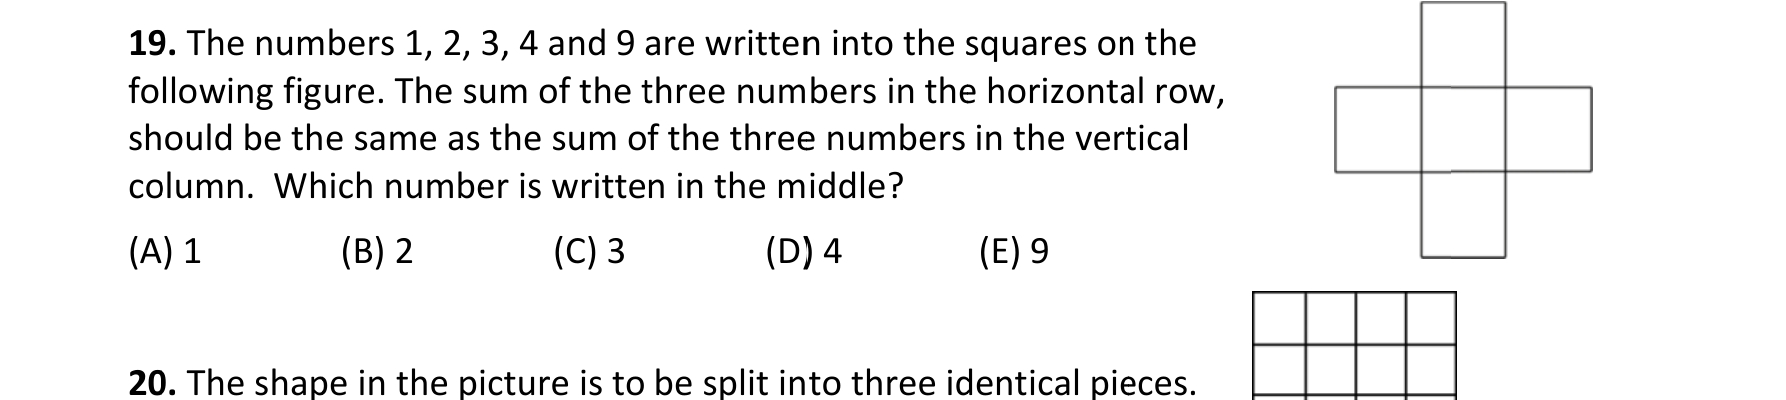 19. The numbers 1, 2, 3, 4 and 9 are written into the squares on the
following figure. The sum of the three numbers in the horizontal row,
should be the same as the sum of the three numbers in the vertical
column.  Which number is written in the middle?
(A) 1 (B) 2 (C) 3 (D) 4 (E) 9
20. The shape in the picture is to be split into three identical pieces.